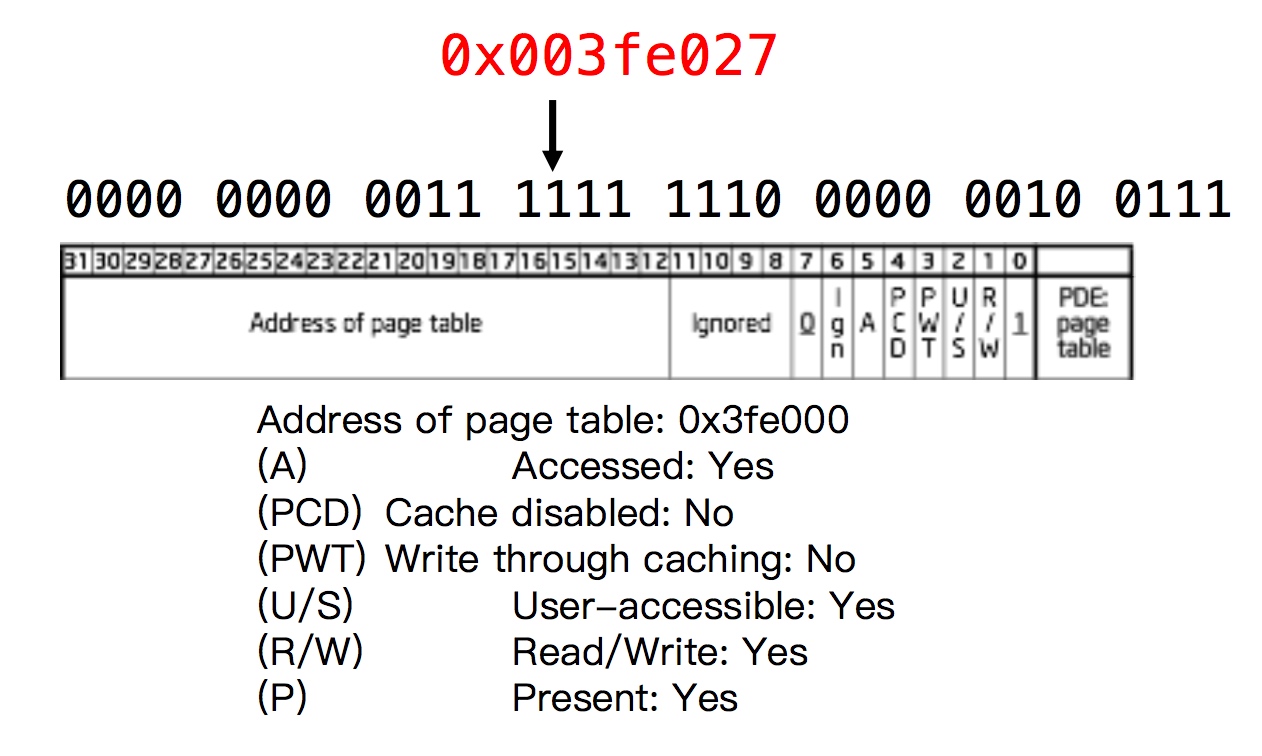 0x003fe027
0000 0000 0011 1111 1110 0000 0010 0111
31 30 29 28 27 26 25 24 23 22 21 20 19 18 17 16 15 14 13 12 11 10 9 8 7 6 5 4 3 2 1 0
Address of page table Ignored 0 Ign A PCD PWT U/S R/W 1 PDE: page table
Address of page table: 0x3fe000
(A) Accessed: Yes
(PCD) Cache disabled: No
(PWT) Write through caching: No
(U/S) User-accessible: Yes
(R/W) Read/Write: Yes
(P) Present: Yes